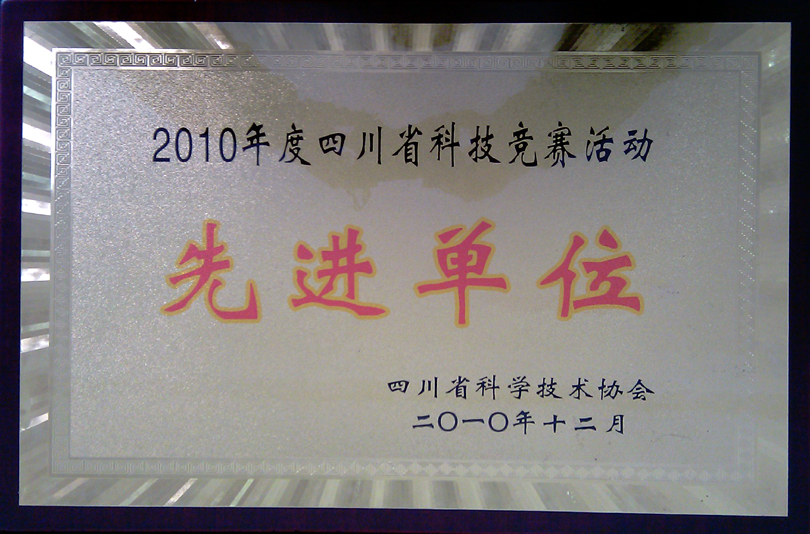 2010年度四川省科技竞赛活动
先进单位
四川省科学技术协会
二〇一〇年十二月